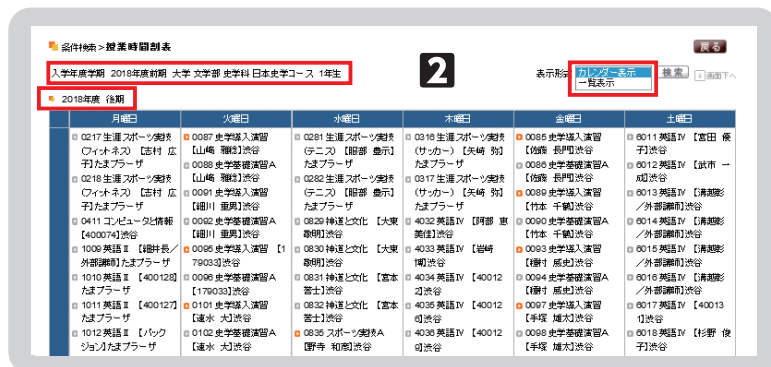 条件検索 > 授業時間割表
戻る
入学年度学期 2018年度前期 大学 文学部 史学科 日本史学コース 1年生
2
表示形式
カレンダー表示
一覧表示
検索
↓画面下へ
2018年度 後期
月曜日 火曜日 水曜日 木曜日 金曜日 土曜日
0217 生涯スポーツ実技
(フィットネス) 【志村 広
子】たまプラーザ
0218 生涯スポーツ実技
(フィットネス) 【志村 広
子】たまプラーザ
0411 コンピュータと情報
【400074】渋谷
1009 英語Ⅱ 【細井長/
外部講師】たまプラーザ
1010 英語Ⅱ 【400128】
たまプラーザ
1011 英語Ⅱ 【400127】
たまプラーザ
1012 英語Ⅱ 【バック
ジョン】たまプラーザ
0087 史学導入演習
【山崎 雅稔】渋谷
0088 史学基礎演習A
【山崎 雅稔】渋谷
0091 史学導入演習
【細川 重男】渋谷
0092 史学基礎演習A
【細川 重男】渋谷
0095 史学導入演習 【1
79033】渋谷
0096 史学基礎演習A
【179033】渋谷
0101 史学導入演習
【速水 大】渋谷
0102 史学基礎演習A
【速水 大】渋谷
0281 生涯スポーツ実技
(テニス) 【服部 豊示】
たまプラーザ
0282 生涯スポーツ実技
(テニス) 【服部 豊示】
たまプラーザ
0829 神道と文化 【大東
敬明】渋谷
0830 神道と文化 【大東
敬明】渋谷
0831 神道と文化 【宮本
誉士】渋谷
0832 神道と文化 【宮本
誉士】渋谷
0835 スポーツ実技A
【野寺 和彦】渋谷
0316 生涯スポーツ実技
(サッカー) 【矢崎 弥】
たまプラーザ
0317 生涯スポーツ実技
(サッカー) 【矢崎 弥】
たまプラーザ
4032 英語Ⅳ 【阿部 恵
美佳】渋谷
4033 英語Ⅳ 【岩崎
博】渋谷
4034 英語Ⅳ 【40012
2】渋谷
4035 英語Ⅳ 【40012
6】渋谷
4036 英語Ⅳ 【40012
9】渋谷
0085 史学導入演習
【佐藤 長門】渋谷
0086 史学基礎演習A
【佐藤 長門】渋谷
0089 史学導入演習
【竹本 千鶴】渋谷
0090 史学基礎演習A
【竹本 千鶴】渋谷
0093 史学導入演習
【種村 威史】渋谷
0094 史学基礎演習A
【種村 威史】渋谷
0097 史学導入演習
【手塚 雄太】渋谷
0098 史学基礎演習A
【手塚 雄太】渋谷
6011 英語Ⅳ 【宮田 優
子】渋谷
6012 英語Ⅳ 【武市 一
成】渋谷
6013 英語Ⅳ
/外部講師】渋谷
6014 英語Ⅳ
/外部講師】渋谷
6015 英語Ⅳ
/外部講師】渋谷
6016 英語Ⅳ
/外部講師】渋谷
6017 英語Ⅳ 【40013
1】渋谷
6018 英語Ⅳ 【杉野 俊
子】渋谷